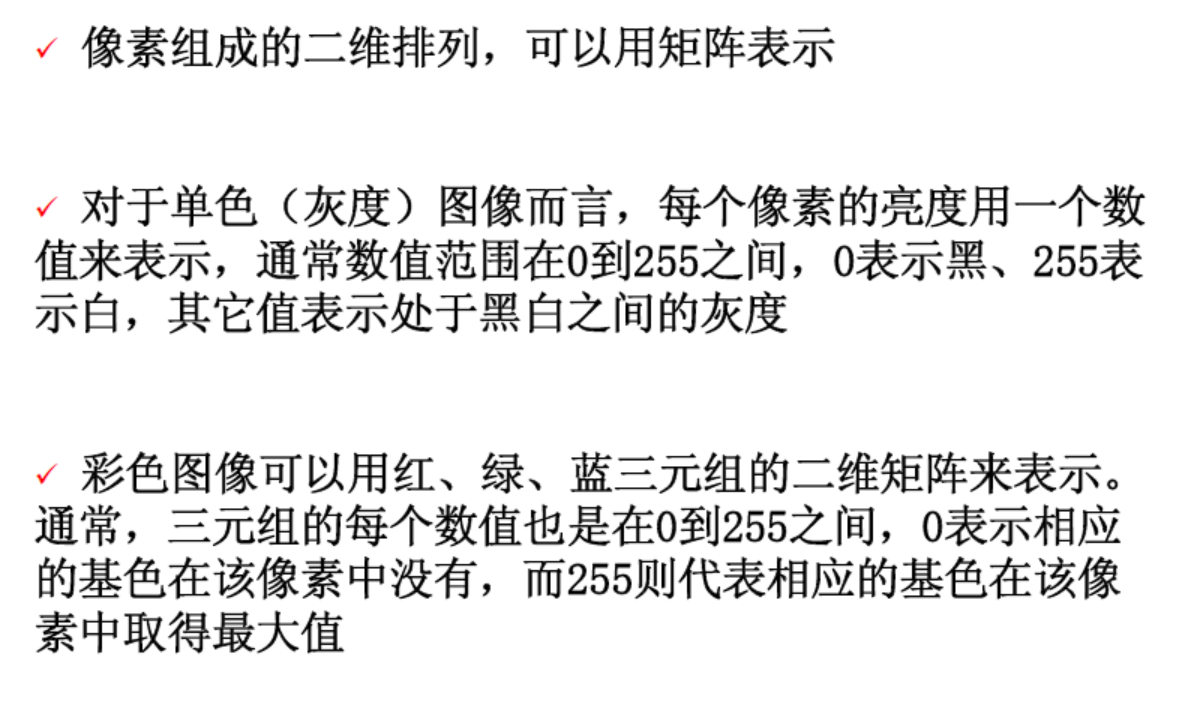 ✓ 像素组成的二维排列，可以用矩阵表示
✓ 对于单色（灰度）图像而言，每个像素的亮度用一个数
值来表示，通常数值范围在0到255之间，0表示黑、255表
示白，其它值表示处于黑白之间的灰度
✓ 彩色图像可以用红、绿、蓝三元组的二维矩阵来表示。
通常，三元组的每个数值也是在0到255之间，0表示相应
的基色在该像素中没有，而255则代表相应的基色在该像
素中取得最大值